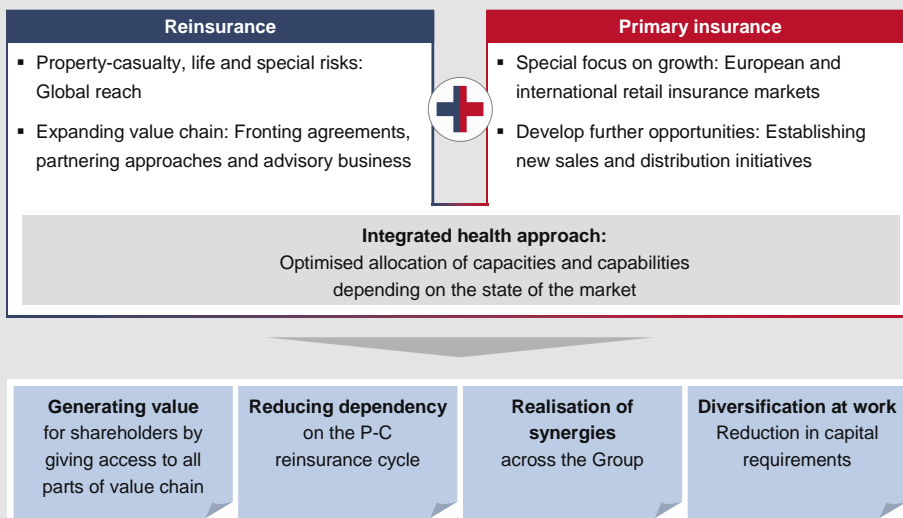 Reinsurance
▪ Property-casualty, life and special risks:
Global reach
▪ Expanding value chain: Fronting agreements,
partnering approaches and advisory business
Primary insurance
▪ Special focus on growth: European and
international retail insurance markets
▪ Develop further opportunities: Establishing
new sales and distribution initiatives
Integrated health approach:
Optimised allocation of capacities and capabilities
depending on the state of the market
Generating value
for shareholders by
giving access to all
parts of value chain
Reducing dependency
on the P-C
reinsurance cycle
Realisation of
synergies
across the Group
Diversification at work
Reduction in capital
requirements